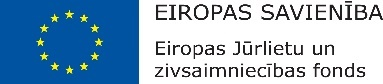 EIROPAS SAVIENĪBA
Eiropas Jūrlietu un
zivsaimniecības fonds